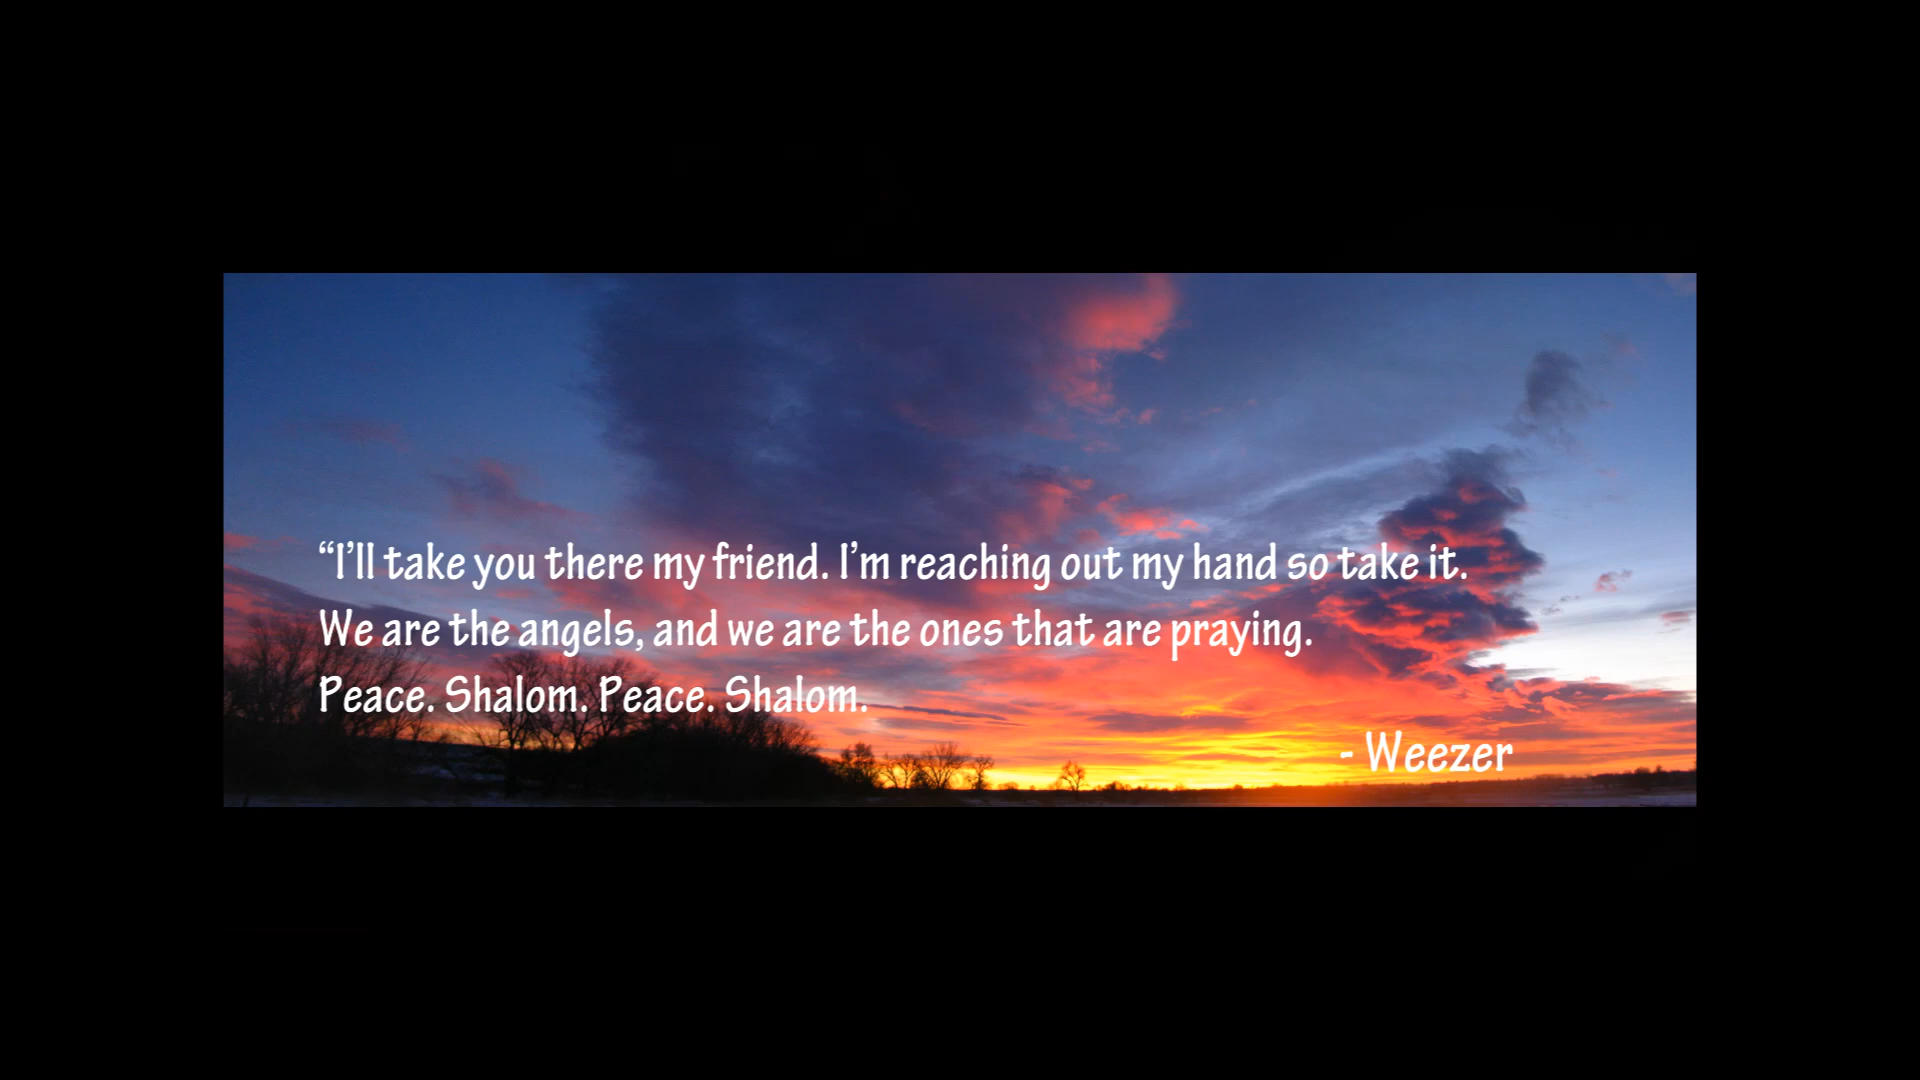 “I’ll take you there my friend. I’m reaching out my hand so take it.
We are the angels, and we are the ones that are praying.
Peace. Shalom. Peace. Shalom.
- Weezer